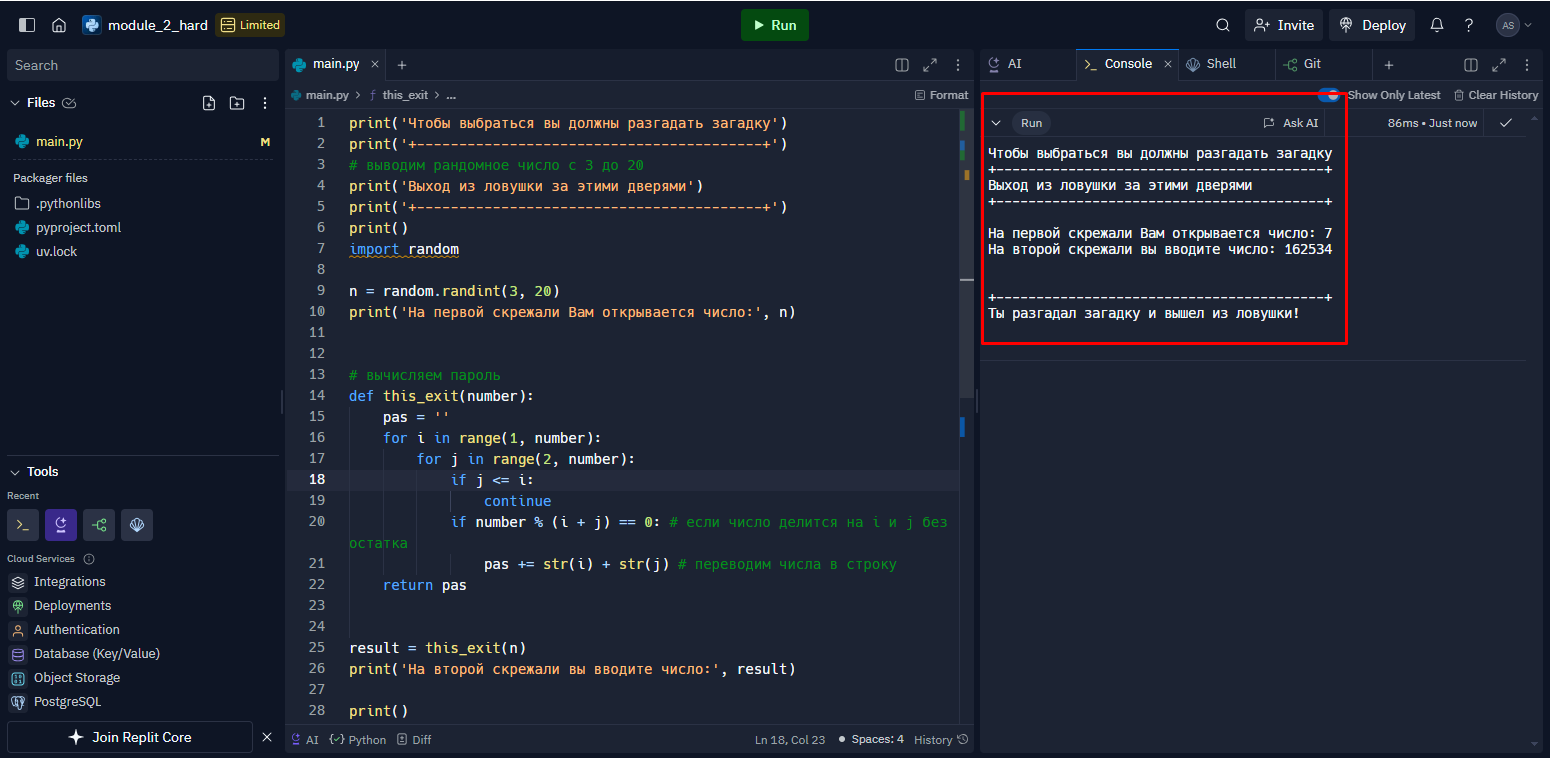 module_2_hard
Limited
Run
Invite
Deploy
?
AS
Search
Files
main.py
M
Packager files
.pythonlibs
pyproject.toml
uv.lock
Tools
Recent
Cloud Services
Integrations
Deployments
Authentication
Database (Key/Value)
Object Storage
PostgreSQL
Join Replit Core
main.py
main.py > this_exit > ...
Format
1 print('Чтобы выбраться вы должны разгадать загадку')
2 print('+-----------------------------------------+')
3 # выводим рандомное число с 3 до 20
4 print('Выход из ловушки за этими дверями')
5 print('+-----------------------------------------+')
6 print()
7 import random
8
9 n = random.randint(3, 20)
10 print('На первой скрежали Вам открывается число:', n)
11
12
13 # вычисляем пароль
14 def this_exit(number):
15 pas = ''
16 for i in range(1, number):
17 for j in range(2, number):
18 if j <= i:
19 continue
20 if number % (i + j) == 0: # если число делится на i и j без
остатка
21 pas += str(i) + str(j) # переводим числа в строку
22 return pas
23
24
25 result = this_exit(n)
26 print('На второй скрежали вы вводите число:', result)
27
28 print()
AI
Python
Diff
Ln 18, Col 23
Spaces: 4
History
AI
Console
Shell
Git
Show Only Latest
Clear History
Run
Ask AI
86ms • Just now
Чтобы выбраться вы должны разгадать загадку
+-----------------------------------------+
Выход из ловушки за этими дверями
+-----------------------------------------+
На первой скрежали Вам открывается число: 7
На второй скрежали вы вводите число: 162534
+-----------------------------------------+
Ты разгадал загадку и вышел из ловушки!